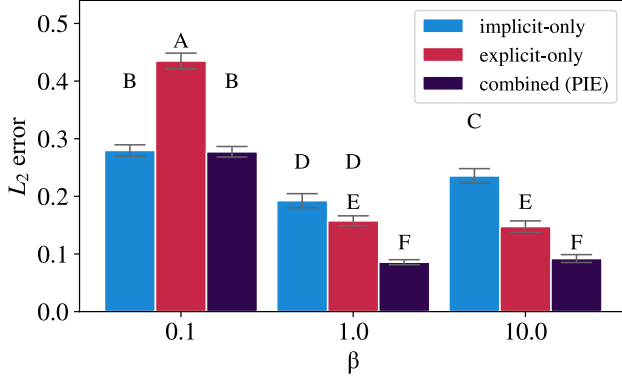 0.5
0.4
0.3
0.2
0.1
0.0
L2 error
implicit-only
explicit-only
combined (PIE)
A
B
B
C
D
D
E
E
F
F
0.1
1.0
10.0
β